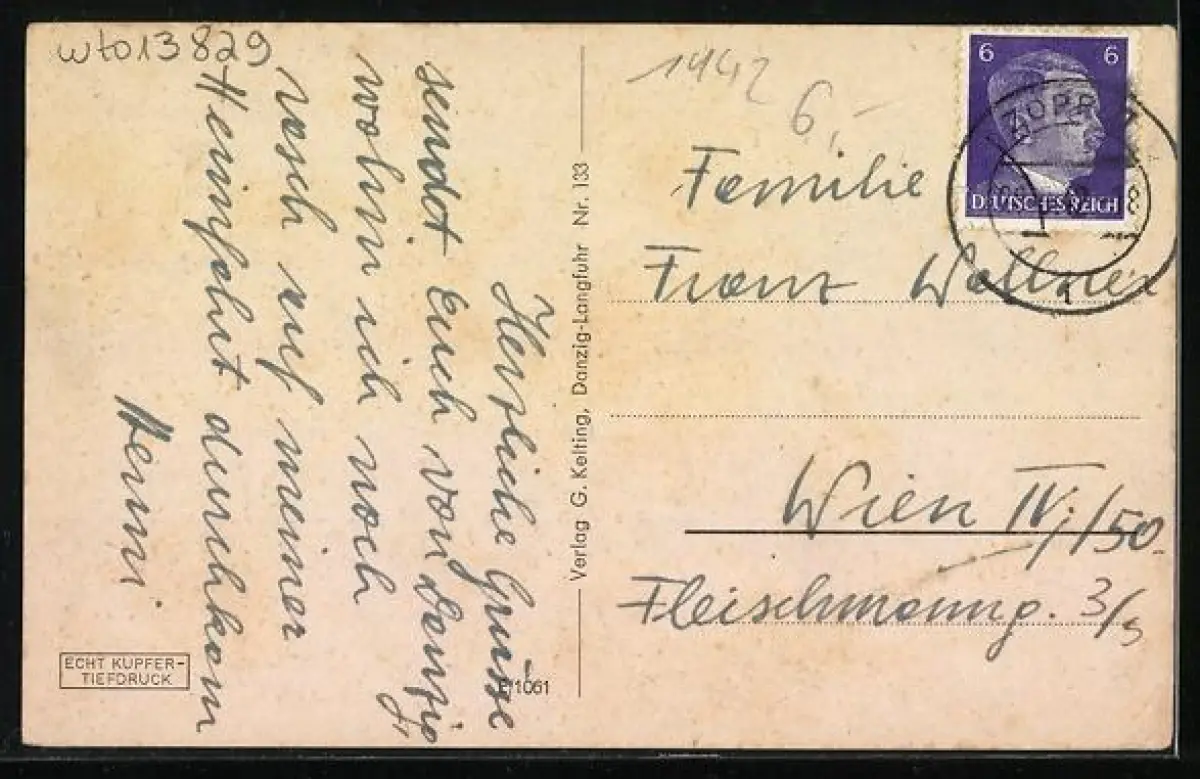 wto13829
Herzliche Grüsse
sendet Euch von Danzig
wohin ich noch
rasch auf meiner
Heimfahrt durchkam
Henni
ECHT KUPFER-
TIEFDRUCK
Verlag G. Kelting, Danzig-Langfuhr Nr. 133
1942
6,-
6 6
DEUTSCHES REICH
ZOPPOT
Familie
Franz Wallner
Wien IV./50.
Fleischmanng. 3/5